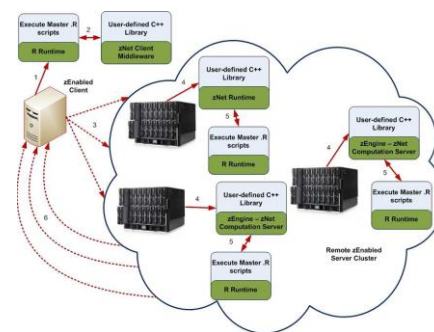 Execute Master .R
scripts
R Runtime
2
User-defined C++
Library
zNet Client
Middleware
1
zEnabled
Client
3
4
User-defined C++
Library
zNet Runtime
5
Execute Master .R
scripts
R Runtime
4
User-defined C++
Library
zEngine – zNet
Computation Server
5
Execute Master .R
scripts
R Runtime
4
User-defined C++
Library
zEngine – zNet
Computation Server
5
Execute Master .R
scripts
R Runtime
6
Remote zEnabled
Server Cluster